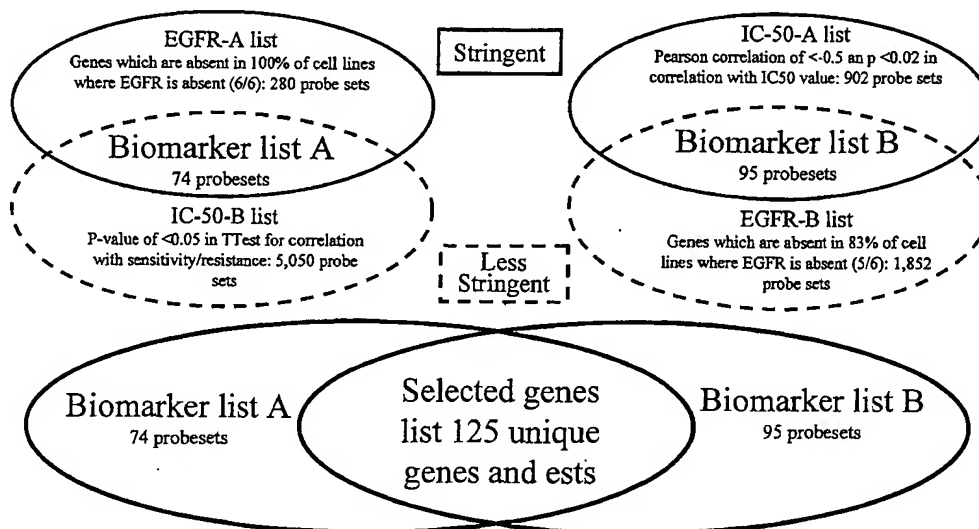 EGFR-A list
Genes which are absent in 100% of cell lines
where EGFR is absent (6/6): 280 probe sets
Biomarker list A
74 probesets
IC-50-B list
P-value of <0.05 in TTest for correlation
with sensitivity/resistance: 5,050 probe
sets
Stringent
Less
Stringent
IC-50-A list
Pearson correlation of <-0.5 an p <0.02 in
correlation with IC50 value: 902 probe sets
Biomarker list B
95 probesets
EGFR-B list
Genes which are absent in 83% of cell
lines where EGFR is absent (5/6): 1,852
probe sets
Biomarker list A
74 probesets
Selected genes
list 125 unique
genes and ests
Biomarker list B
95 probesets